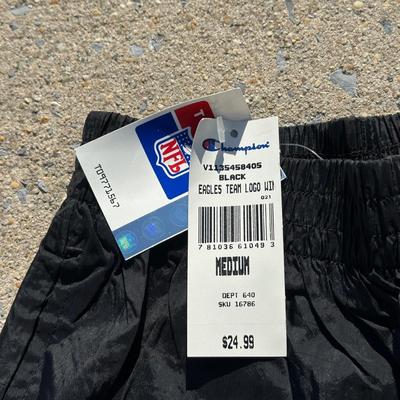 NFL
TD9771567
Champion
V1135458405
BLACK
EAGLES TEAM LOGO WI
021
7 81036 61049 3
MEDIUM
DEPT 640
SKU 16786
$24.99